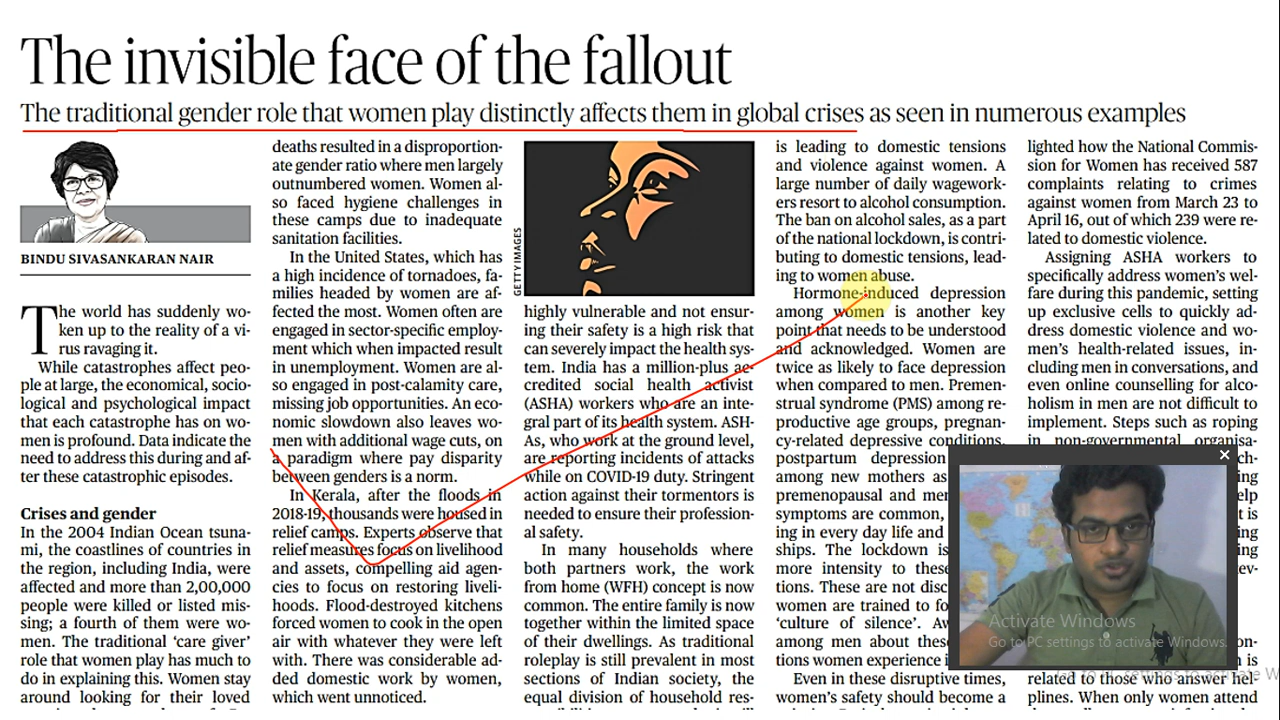 The invisible face of the fallout
The traditional gender role that women play distinctly affects them in global crises as seen in numerous examples
BINDU SIVASANKARAN NAIR
The world has suddenly wo-
ken up to the reality of a vi-
rus ravaging it.
While catastrophes affect peo-
ple at large, the economical, socio-
logical and psychological impact
that each catastrophe has on wo-
men is profound. Data indicate the
need to address this during and af-
ter these catastrophic episodes.
Crises and gender
In the 2004 Indian Ocean tsuna-
mi, the coastlines of countries in
the region, including India, were
affected and more than 2,00,000
people were killed or listed mis-
sing; a fourth of them were wo-
men. The traditional ‘care giver’
role that women play has much to
do in explaining this. Women stay
around looking for their loved
deaths resulted in a disproportion-
ate gender ratio where men largely
outnumbered women. Women al-
so faced hygiene challenges in
these camps due to inadequate
sanitation facilities.
In the United States, which has
a high incidence of tornadoes, fa-
milies headed by women are af-
fected the most. Women often are
engaged in sector-specific employ-
ment which when impacted result
in unemployment. Women are al-
so engaged in post-calamity care,
missing job opportunities. An eco-
nomic slowdown also leaves wo-
men with additional wage cuts, on
a paradigm where pay disparity
between genders is a norm.
In Kerala, after the floods in
2018-19, thousands were housed in
relief camps. Experts observe that
relief measures focus on livelihood
and assets, compelling aid agen-
cies to focus on restoring liveli-
hoods. Flood-destroyed kitchens
forced women to cook in the open
air with whatever they were left
with. There was considerable ad-
ded domestic work by women,
which went unnoticed.
GETTY IMAGES
highly vulnerable and not ensur-
ing their safety is a high risk that
can severely impact the health sys-
tem. India has a million-plus ac-
credited social health activist
(ASHA) workers who are an inte-
gral part of its health system. ASH-
As, who work at the ground level,
are reporting incidents of attacks
while on COVID-19 duty. Stringent
action against their tormentors is
needed to ensure their profession-
al safety.
In many households where
both partners work, the work
from home (WFH) concept is now
common. The entire family is now
together within the limited space
of their dwellings. As traditional
roleplay is still prevalent in most
sections of Indian society, the
equal division of household res-
is leading to domestic tensions
and violence against women. A
large number of daily wagework-
ers resort to alcohol consumption.
The ban on alcohol sales, as a part
of the national lockdown, is contri-
buting to domestic tensions, lead-
ing to women abuse.
Hormone-induced depression
among women is another key
point that needs to be understood
and acknowledged. Women are
twice as likely to face depression
when compared to men. Premen-
strual syndrome (PMS) among re-
productive age groups, pregnan-
cy-related depressive conditions,
postpartum depression
among new mothers as
premenopausal and men
symptoms are common,
ing in every day life and
ships. The lockdown is
more intensity to these
tions. These are not disc
women are trained to fo
‘culture of silence’. Aw
among men about these
tions women experience i
Even in these disruptive times,
women’s safety should become a
lighted how the National Commis-
sion for Women has received 587
complaints relating to crimes
against women from March 23 to
April 16, out of which 239 were re-
lated to domestic violence.
Assigning ASHA workers to
specifically address women’s wel-
fare during this pandemic, setting
up exclusive cells to quickly ad-
dress domestic violence and wo-
men’s health-related issues, in-
cluding men in conversations, and
even online counselling for alco-
holism in men are not difficult to
implement. Steps such as roping
in non-governmental organisa-
related to those who answer hel-
plines. When only women attend
Activate Windows
Go to PC settings to activate Windows.